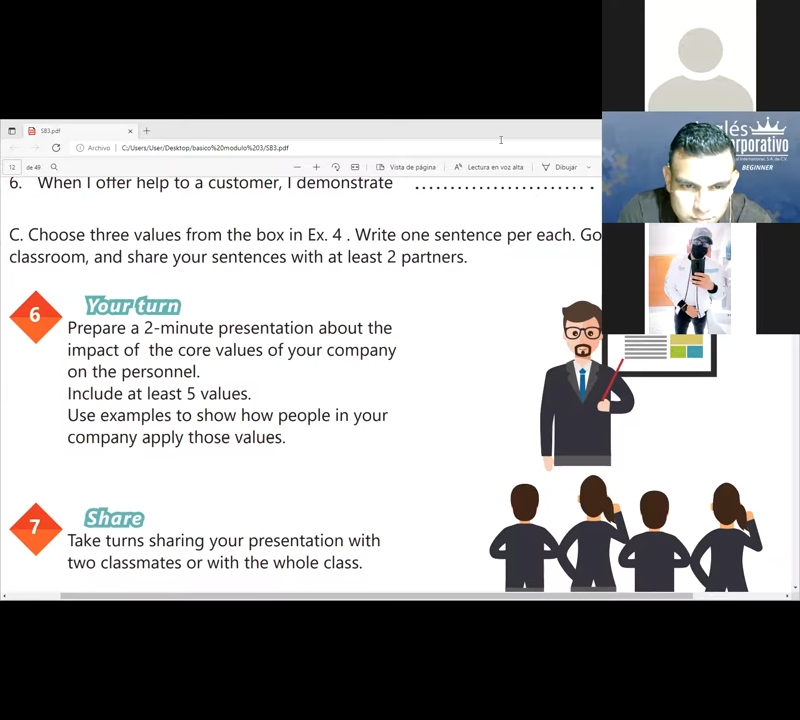 S83.pdf
Archivo
C:/Users/User/Desktop/basico%20modulo%203/S83.pdf
12
de 49
Vista de página
Lectura en voz alta
Dibujar
6. When I offer help to a customer, I demonstrate ................................
C. Choose three values from the box in Ex. 4 . Write one sentence per each. Go
classroom, and share your sentences with at least 2 partners.
6
Your turn
Prepare a 2-minute presentation about the
impact of the core values of your company
on the personnel.
Include at least 5 values.
Use examples to show how people in your
company apply those values.
7
Share
Take turns sharing your presentation with
two classmates or with the whole class.
BEGINNER